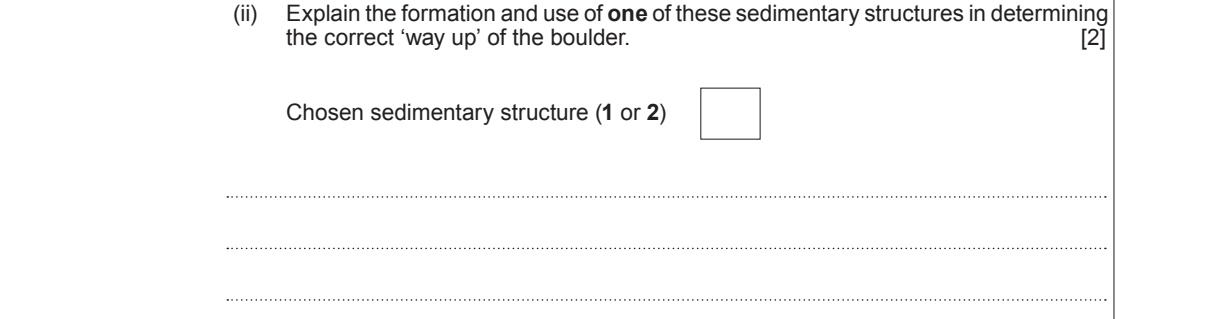 (ii) Explain the formation and use of one of these sedimentary structures in determining
the correct ‘way up’ of the boulder. [2]
Chosen sedimentary structure (1 or 2)